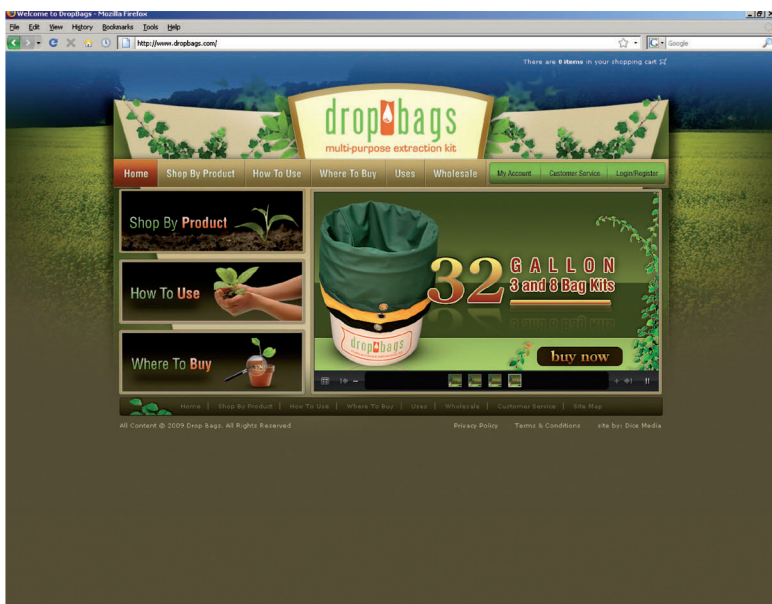 Welcome to DropBags - Mozilla Firefox
File Edit View History Bookmarks Tools Help
http://www.dropbags.com/
Google
There are 0 items in your shopping cart
dropbags
multi-purpose extraction kit
Home Shop By Product How To Use Where To Buy Uses Wholesale My Account Customer Service Login/Register
Shop By Product
How To Use
Where To Buy
32 GALLON
3 and 8 Bag Kits
dropbags
buy now
Home | Shop By Product | How To Use | Where To Buy | Uses | Wholesale | Customer Service | Site Map
All Content © 2009 Drop Bags. All Rights Reserved
Privacy Policy Terms & Conditions site by: Dice Media